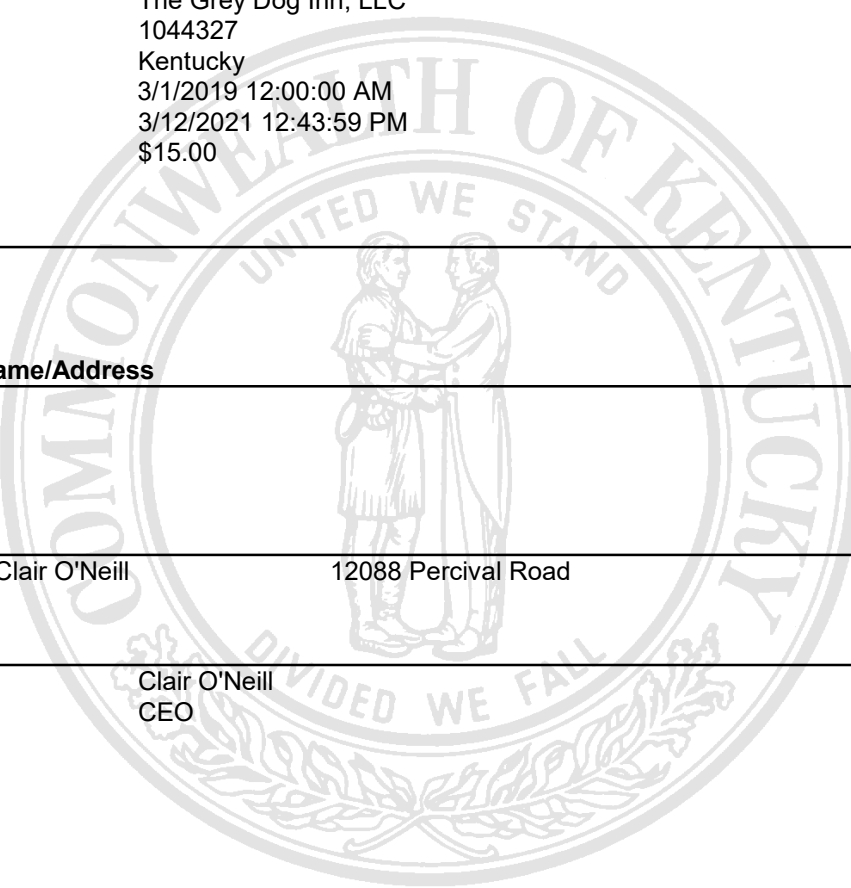 The Grey Dog Inn, LLC
1044327
Kentucky
3/1/2019 12:00:00 AM
3/12/2021 12:43:59 PM
$15.00
COMMONWEALTH OF KENTUCKY
UNITED WE STAND
ame/Address
Clair O'Neill 12088 Percival Road
DIVIDED WE FALL
Clair O'Neill
CEO